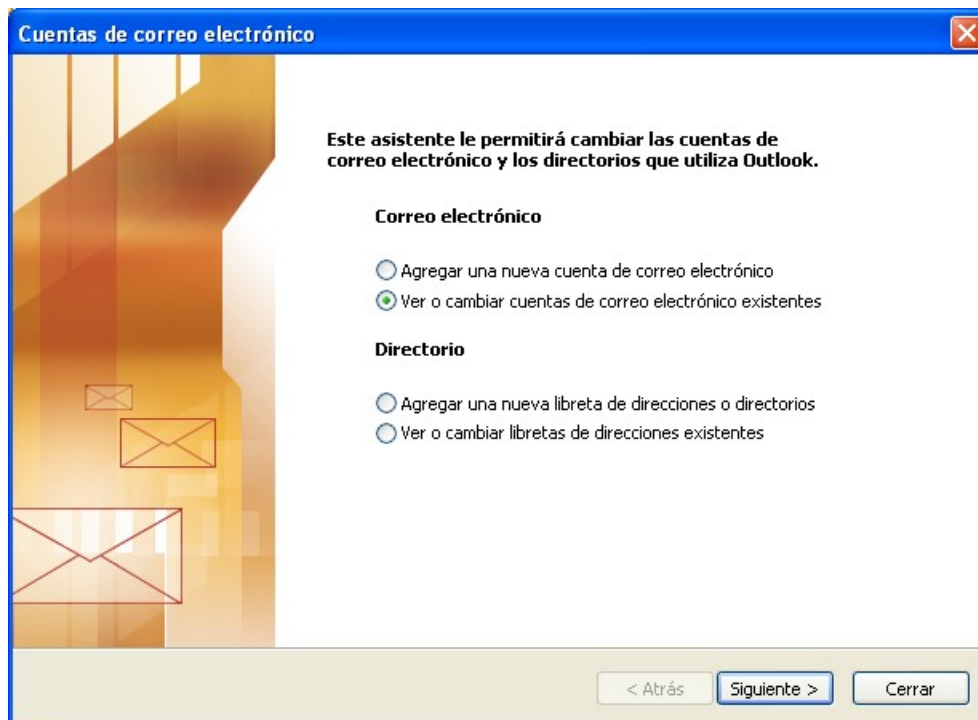 Cuentas de correo electrónico
Este asistente le permitirá cambiar las cuentas de
correo electrónico y los directorios que utiliza Outlook.
Correo electrónico
Agregar una nueva cuenta de correo electrónico
Ver o cambiar cuentas de correo electrónico existentes
Directorio
Agregar una nueva libreta de direcciones o directorios
Ver o cambiar libretas de direcciones existentes
< Atrás
Siguiente >
Cerrar